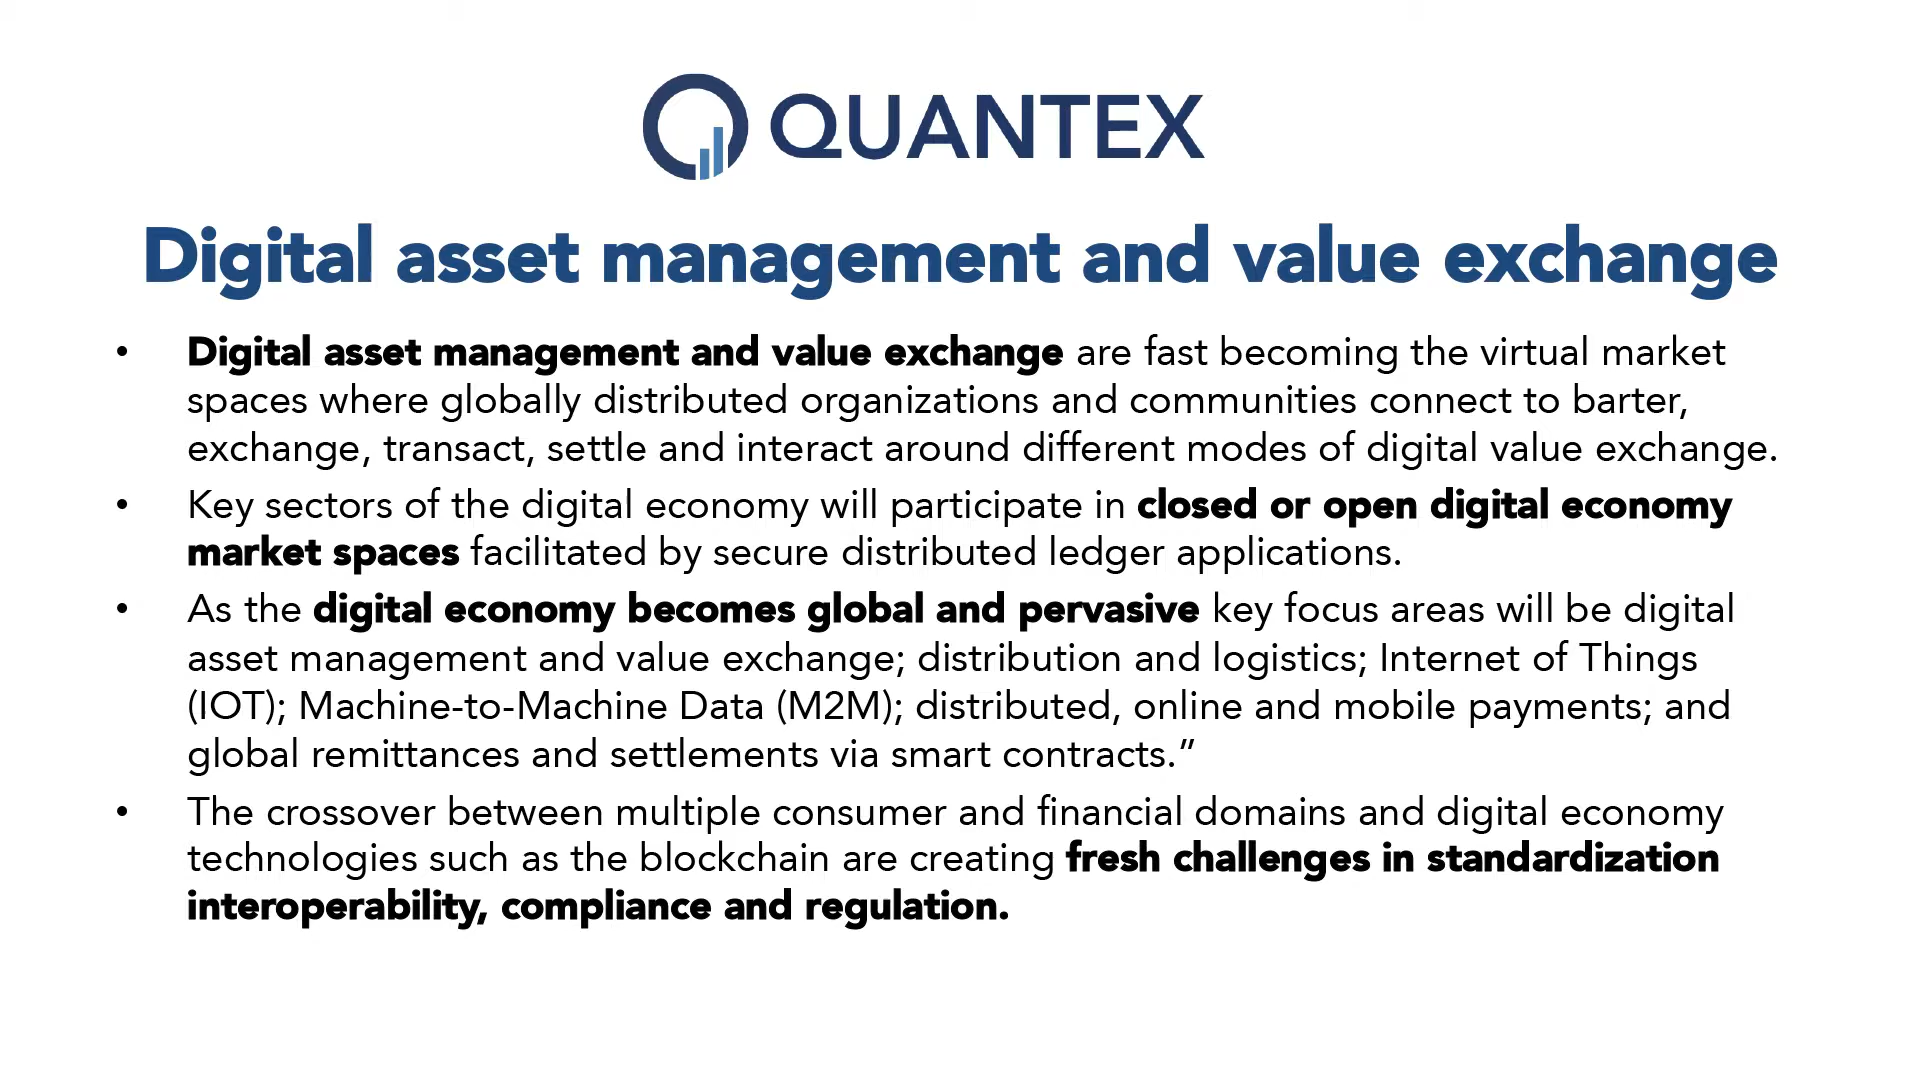 QUANTEX
Digital asset management and value exchange
• Digital asset management and value exchange are fast becoming the virtual market
spaces where globally distributed organizations and communities connect to barter,
exchange, transact, settle and interact around different modes of digital value exchange.
• Key sectors of the digital economy will participate in closed or open digital economy
market spaces facilitated by secure distributed ledger applications.
• As the digital economy becomes global and pervasive key focus areas will be digital
asset management and value exchange; distribution and logistics; Internet of Things
(IOT); Machine-to-Machine Data (M2M); distributed, online and mobile payments; and
global remittances and settlements via smart contracts.”
• The crossover between multiple consumer and financial domains and digital economy
technologies such as the blockchain are creating fresh challenges in standardization
interoperability, compliance and regulation.